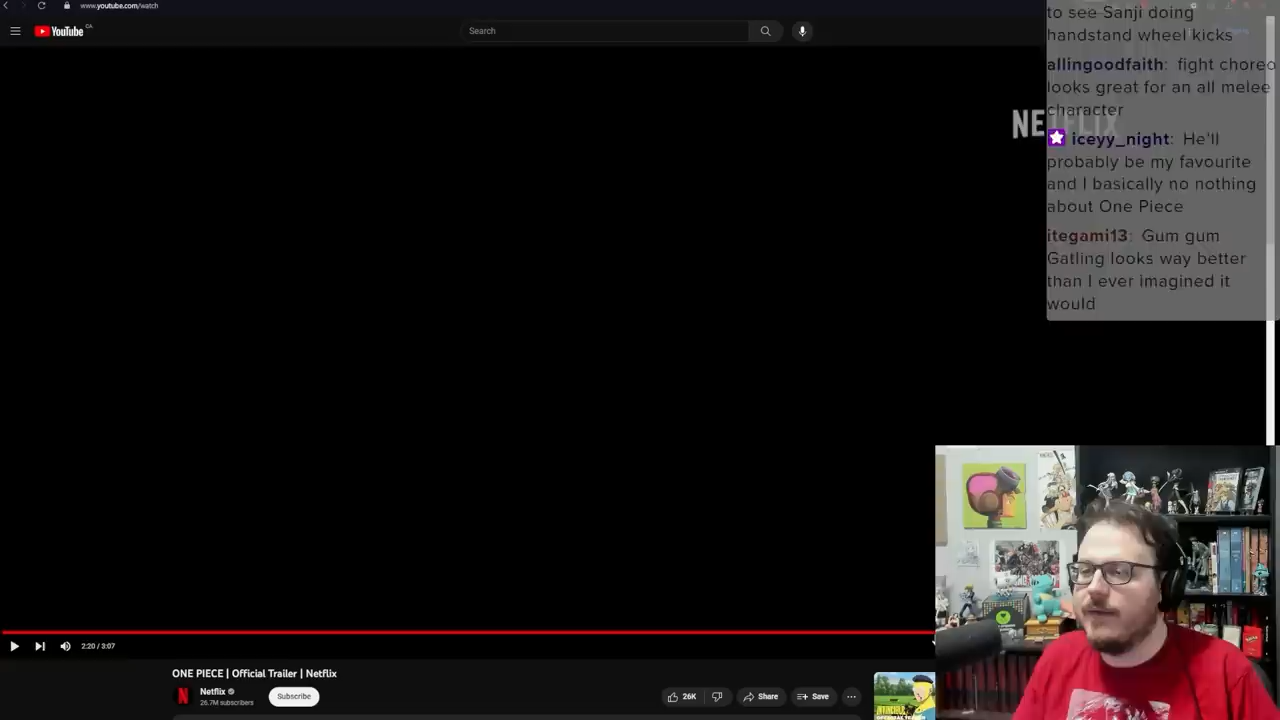 www.youtube.com/watch
YouTube CA
Search
to see Sanji doing
handstand wheel kicks
allingoodfaith: fight choreo
looks great for an all melee
character
NETFLIX
iceyy_night: He'll
probably be my favourite
and I basically no nothing
about One Piece
itegami13: Gum gum
Gatling looks way better
than I ever imagined it
would
2:20 / 3:07
ONE PIECE | Official Trailer | Netflix
Netflix
26.7M subscribers
Subscribe
26K
Share
Save
INVINCIBLE